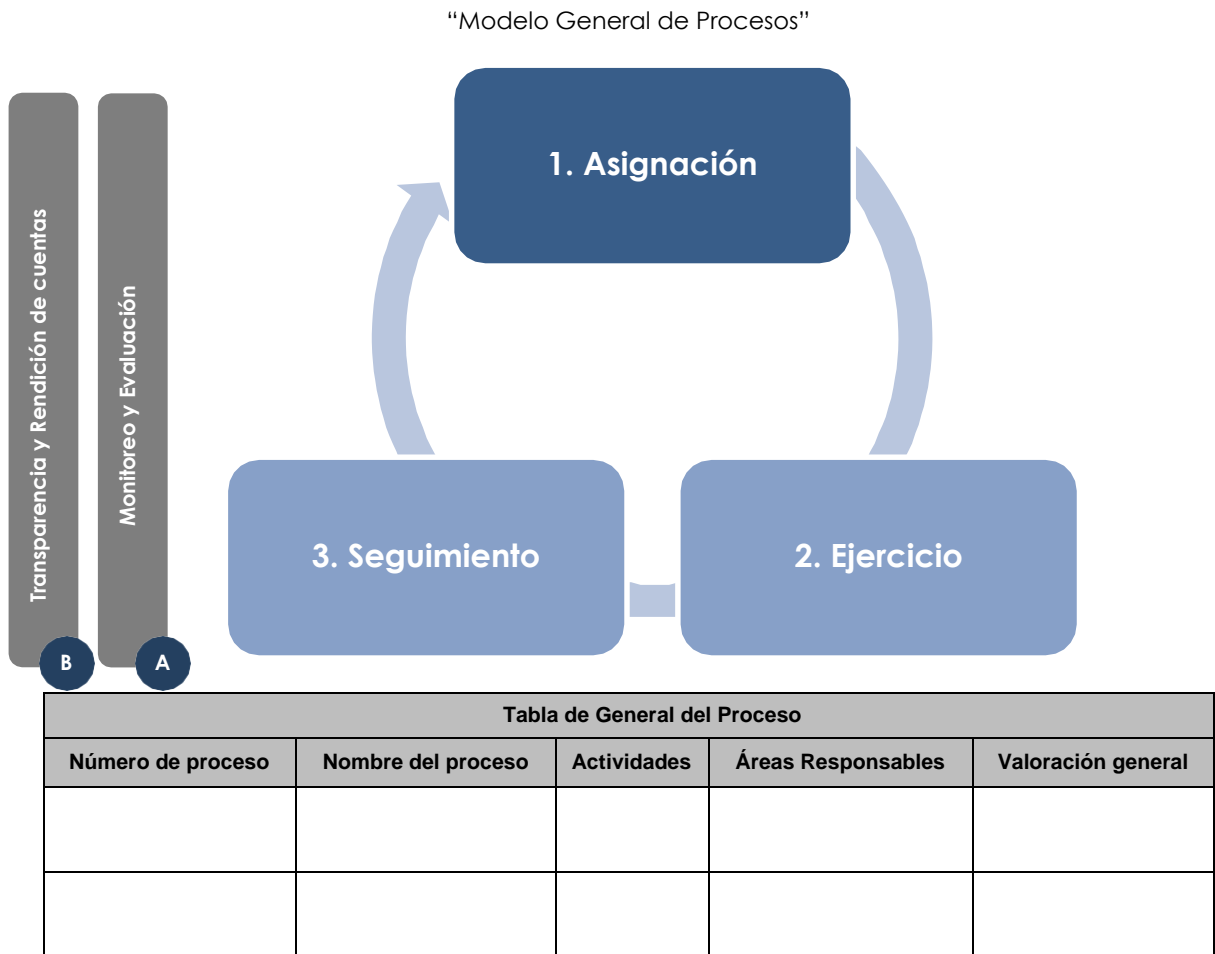 “Modelo General de Procesos”
1. Asignación
Transparencia y Rendición de cuentas
Monitoreo y Evaluación
3. Seguimiento
2. Ejercicio
B
A
Tabla de General del Proceso
Número de proceso
Nombre del proceso
Actividades
Áreas Responsables
Valoración general